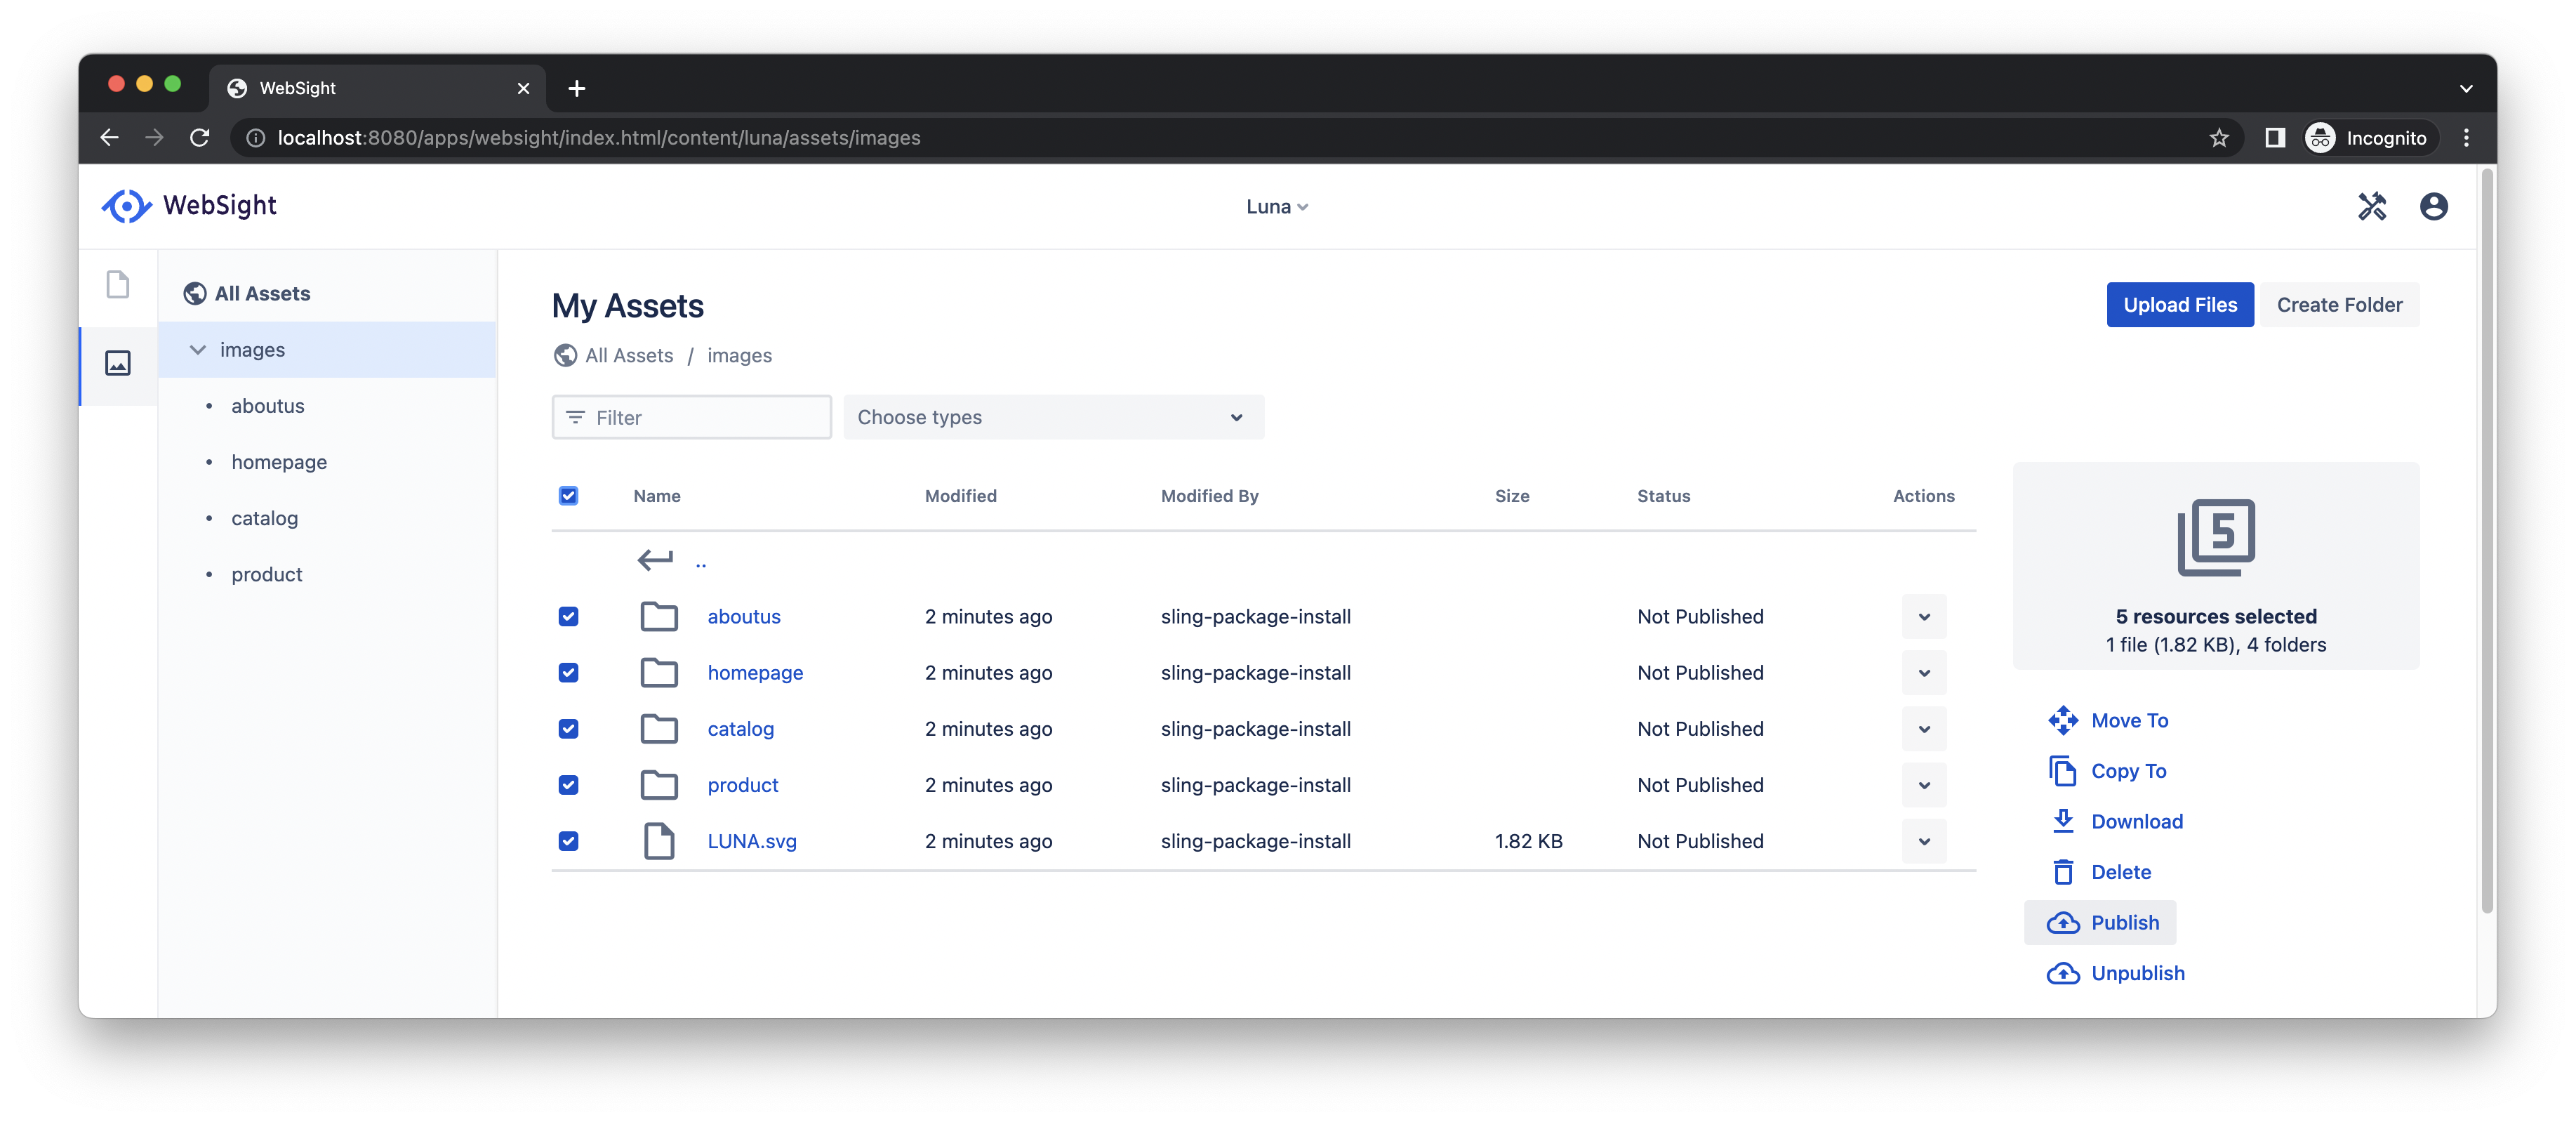 WebSight
localhost:8080/apps/websight/index.html/content/luna/assets/images
Incognito
WebSight
Luna
All Assets
images
aboutus
homepage
catalog
product
My Assets
Upload Files
Create Folder
All Assets / images
Filter
Choose types
Name Modified Modified By Size Status Actions
..
aboutus 2 minutes ago sling-package-install Not Published
homepage 2 minutes ago sling-package-install Not Published
catalog 2 minutes ago sling-package-install Not Published
product 2 minutes ago sling-package-install Not Published
LUNA.svg 2 minutes ago sling-package-install 1.82 KB Not Published
5
5 resources selected
1 file (1.82 KB), 4 folders
Move To
Copy To
Download
Delete
Publish
Unpublish